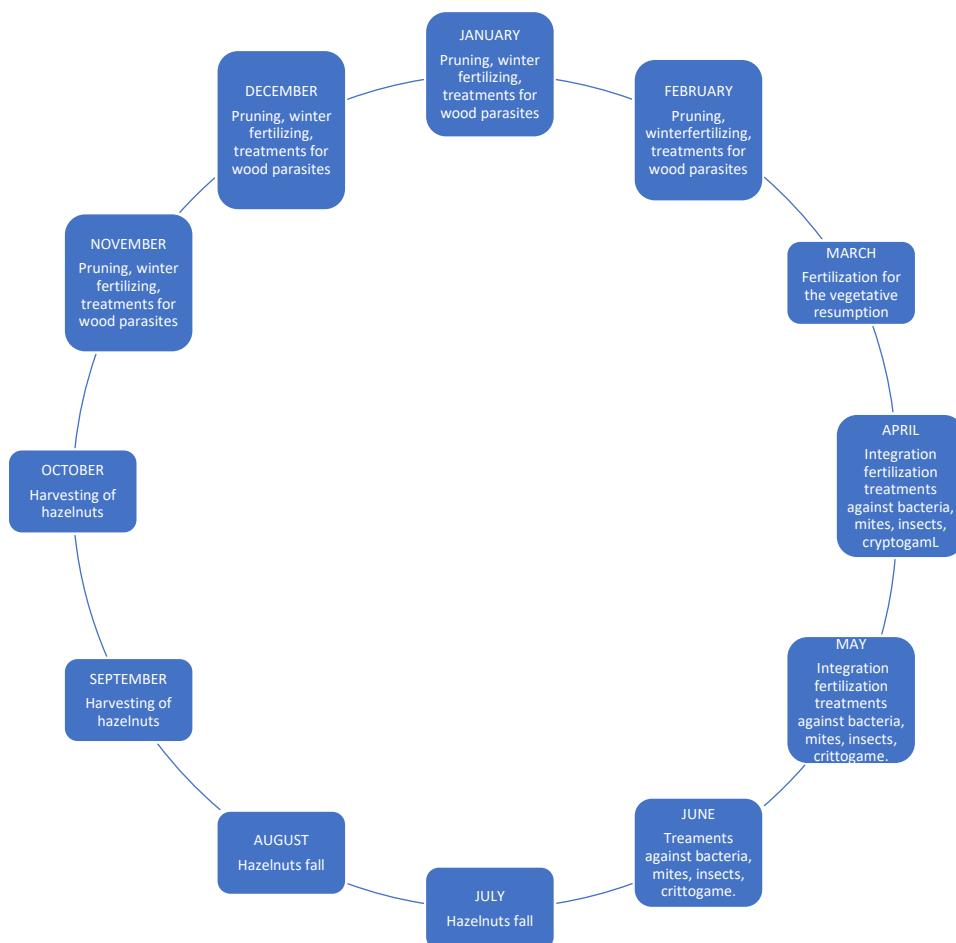 JANUARY
Pruning, winter
fertilizing,
treatments for
wood parasites
FEBRUARY
Pruning,
winterfertilizing,
treatments for
wood parasites
MARCH
Fertilization for
the vegetative
resumption
APRIL
Integration
fertilization
treatments
against bacteria,
mites, insects,
cryptogamL
MAY
Integration
fertilization
treatments
against bacteria,
mites, insects,
crittogame.
JUNE
Treaments
against bacteria,
mites, insects,
crittogame.
JULY
Hazelnuts fall
AUGUST
Hazelnuts fall
SEPTEMBER
Harvesting of
hazelnuts
OCTOBER
Harvesting of
hazelnuts
NOVEMBER
Pruning, winter
fertilizing,
treatments for
wood parasites
DECEMBER
Pruning, winter
fertilizing,
treatments for
wood parasites